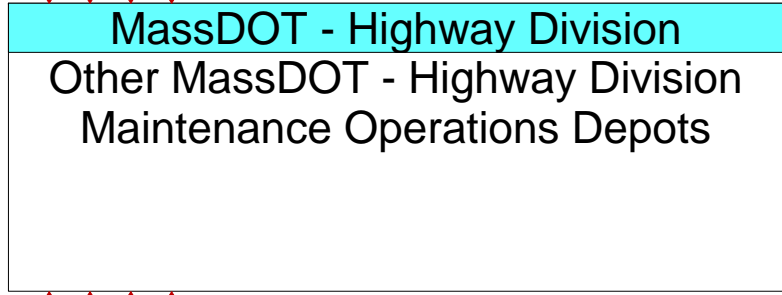 MassDOT - Highway Division
Other MassDOT - Highway Division
Maintenance Operations Depots